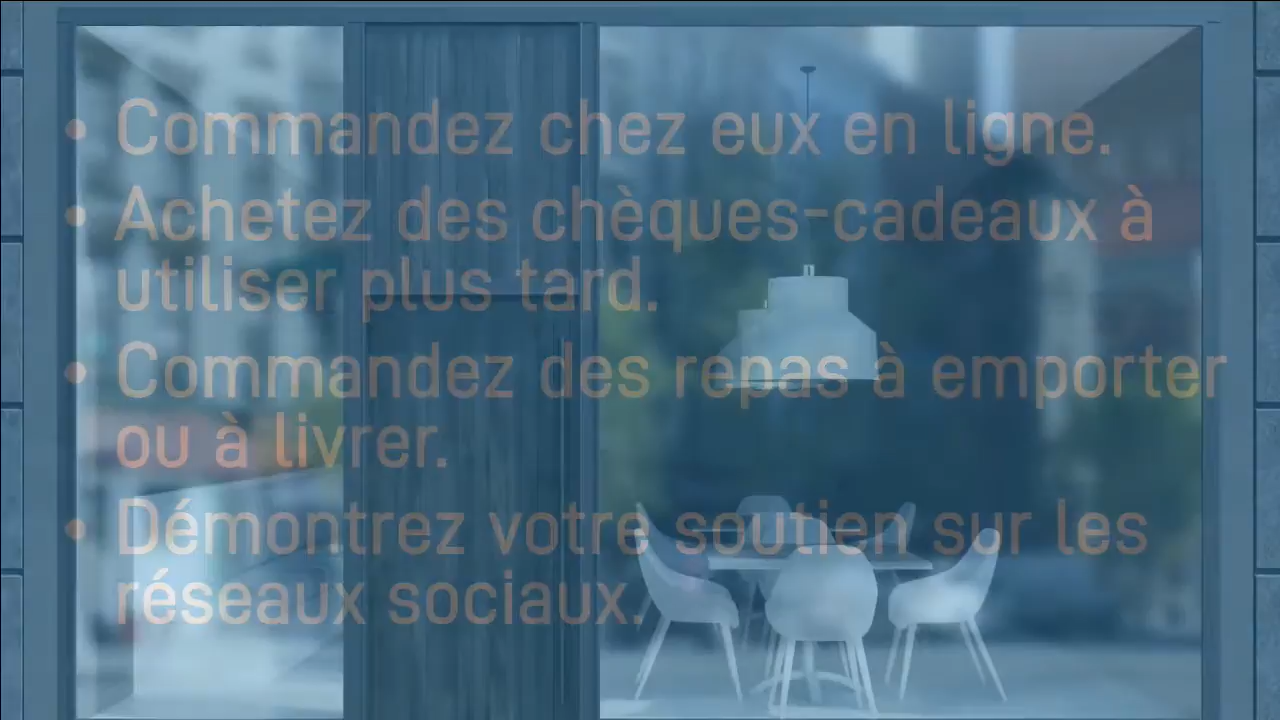 • Commandez chez eux en ligne.
• Achetez des chèques-cadeaux à
utiliser plus tard.
• Commandez des repas à emporter
ou à livrer.
• Démontrez votre soutien sur les
réseaux sociaux.